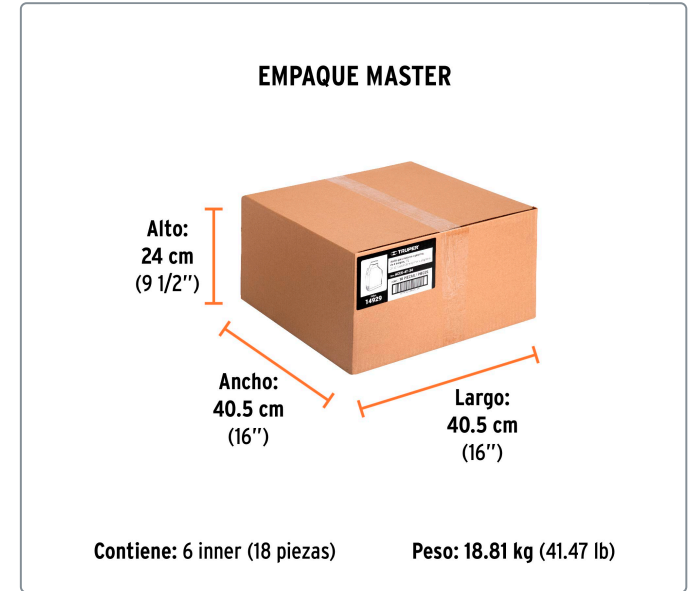 EMPAQUE MASTER
Alto:
24 cm
(9 1/2")
TRUPER
14929
Ancho:
40.5 cm
(16")
Largo:
40.5 cm
(16")
Contiene: 6 inner (18 piezas)
Peso: 18.81 kg (41.47 lb)